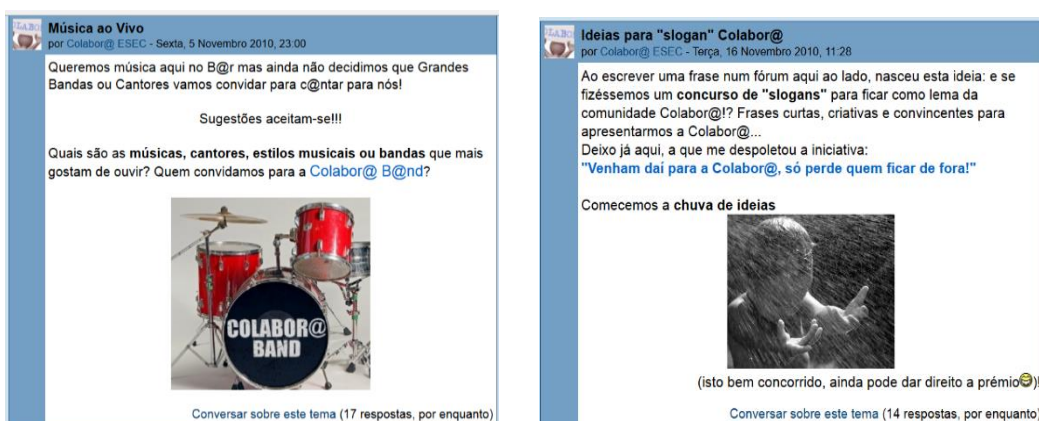 Música ao Vivo
por Colabor@ ESEC - Sexta, 5 Novembro 2010, 23:00
Queremos música aqui no B@r mas ainda não decidimos que Grandes
Bandas ou Cantores vamos convidar para c@ntar para nós!
Sugestões aceitam-se!!!
Quais são as músicas, cantores, estilos musicais ou bandas que mais
gostam de ouvir? Quem convidamos para a Colabor@ B@nd?
COLABOR@
BAND
Conversar sobre este tema (17 respostas, por enquanto)
Ideias para "slogan" Colabor@
por Colabor@ ESEC - Terça, 16 Novembro 2010, 11:28
Ao escrever uma frase num fórum aqui ao lado, nasceu esta ideia: e se
fizéssemos um concurso de "slogans" para ficar como lema da
comunidade Colabor@!? Frases curtas, criativas e convincentes para
apresentarmos a Colabor@...
Deixo já aqui, a que me despoletou a iniciativa:
"Venham daí para a Colabor@, só perde quem ficar de fora!"
Comecemos a chuva de ideias
(isto bem concorrido, ainda pode dar direito a prémio)!
Conversar sobre este tema (14 respostas, por enquanto)